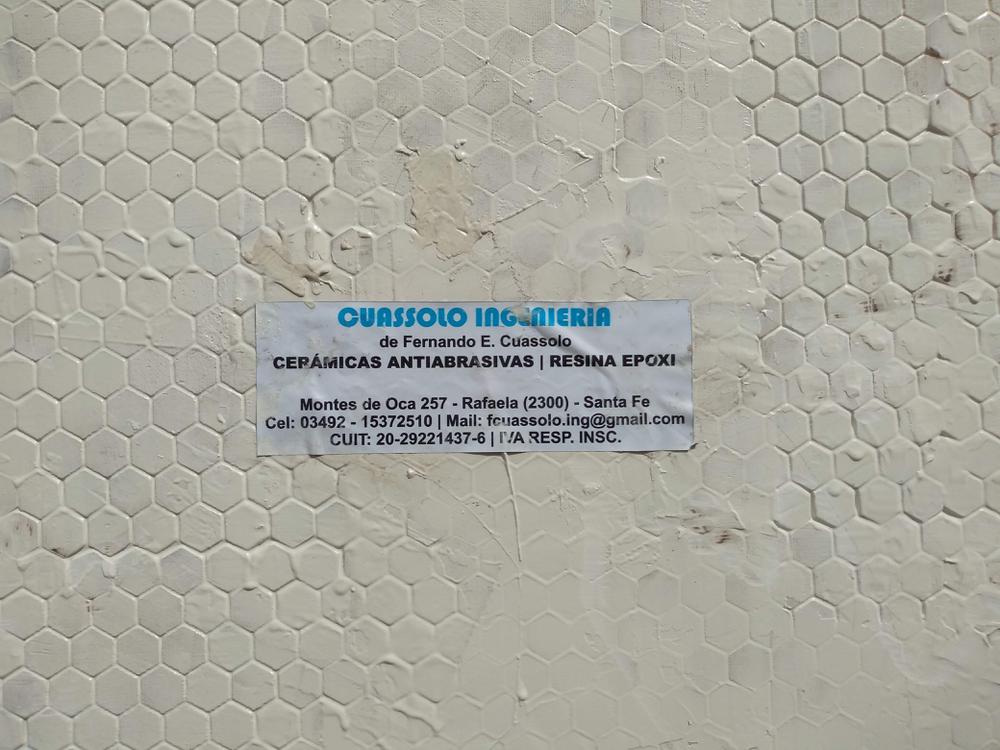 CUASSOLO INGENIERIA
de Fernando E. Cuassolo
CERÁMICAS ANTIABRASIVAS | RESINA EPOXI
Montes de Oca 257 - Rafaela (2300) - Santa Fe
Cel: 03492 - 15372510 | Mail: fcuassolo.ing@gmail.com
CUIT: 20-29221437-6 | IVA RESP. INSC.